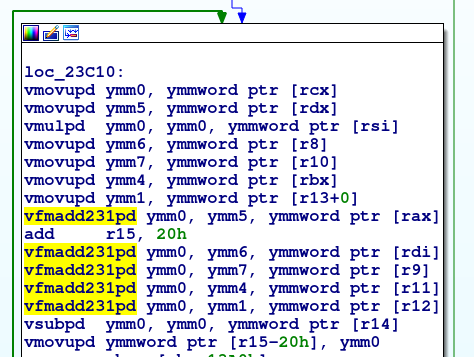 loc_23C10:
vmovupd ymm0, ymmword ptr [rcx]
vmovupd ymm5, ymmword ptr [rdx]
vmulpd  ymm0, ymm0, ymmword ptr [rsi]
vmovupd ymm6, ymmword ptr [r8]
vmovupd ymm7, ymmword ptr [r10]
vmovupd ymm4, ymmword ptr [rbx]
vmovupd ymm1, ymmword ptr [r13+0]
vfmadd231pd ymm0, ymm5, ymmword ptr [rax]
add     r15, 20h
vfmadd231pd ymm0, ymm6, ymmword ptr [rdi]
vfmadd231pd ymm0, ymm7, ymmword ptr [r9]
vfmadd231pd ymm0, ymm4, ymmword ptr [r11]
vfmadd231pd ymm0, ymm1, ymmword ptr [r12]
vsubpd  ymm0, ymm0, ymmword ptr [r14]
vmovupd ymmword ptr [r15-20h], ymm0